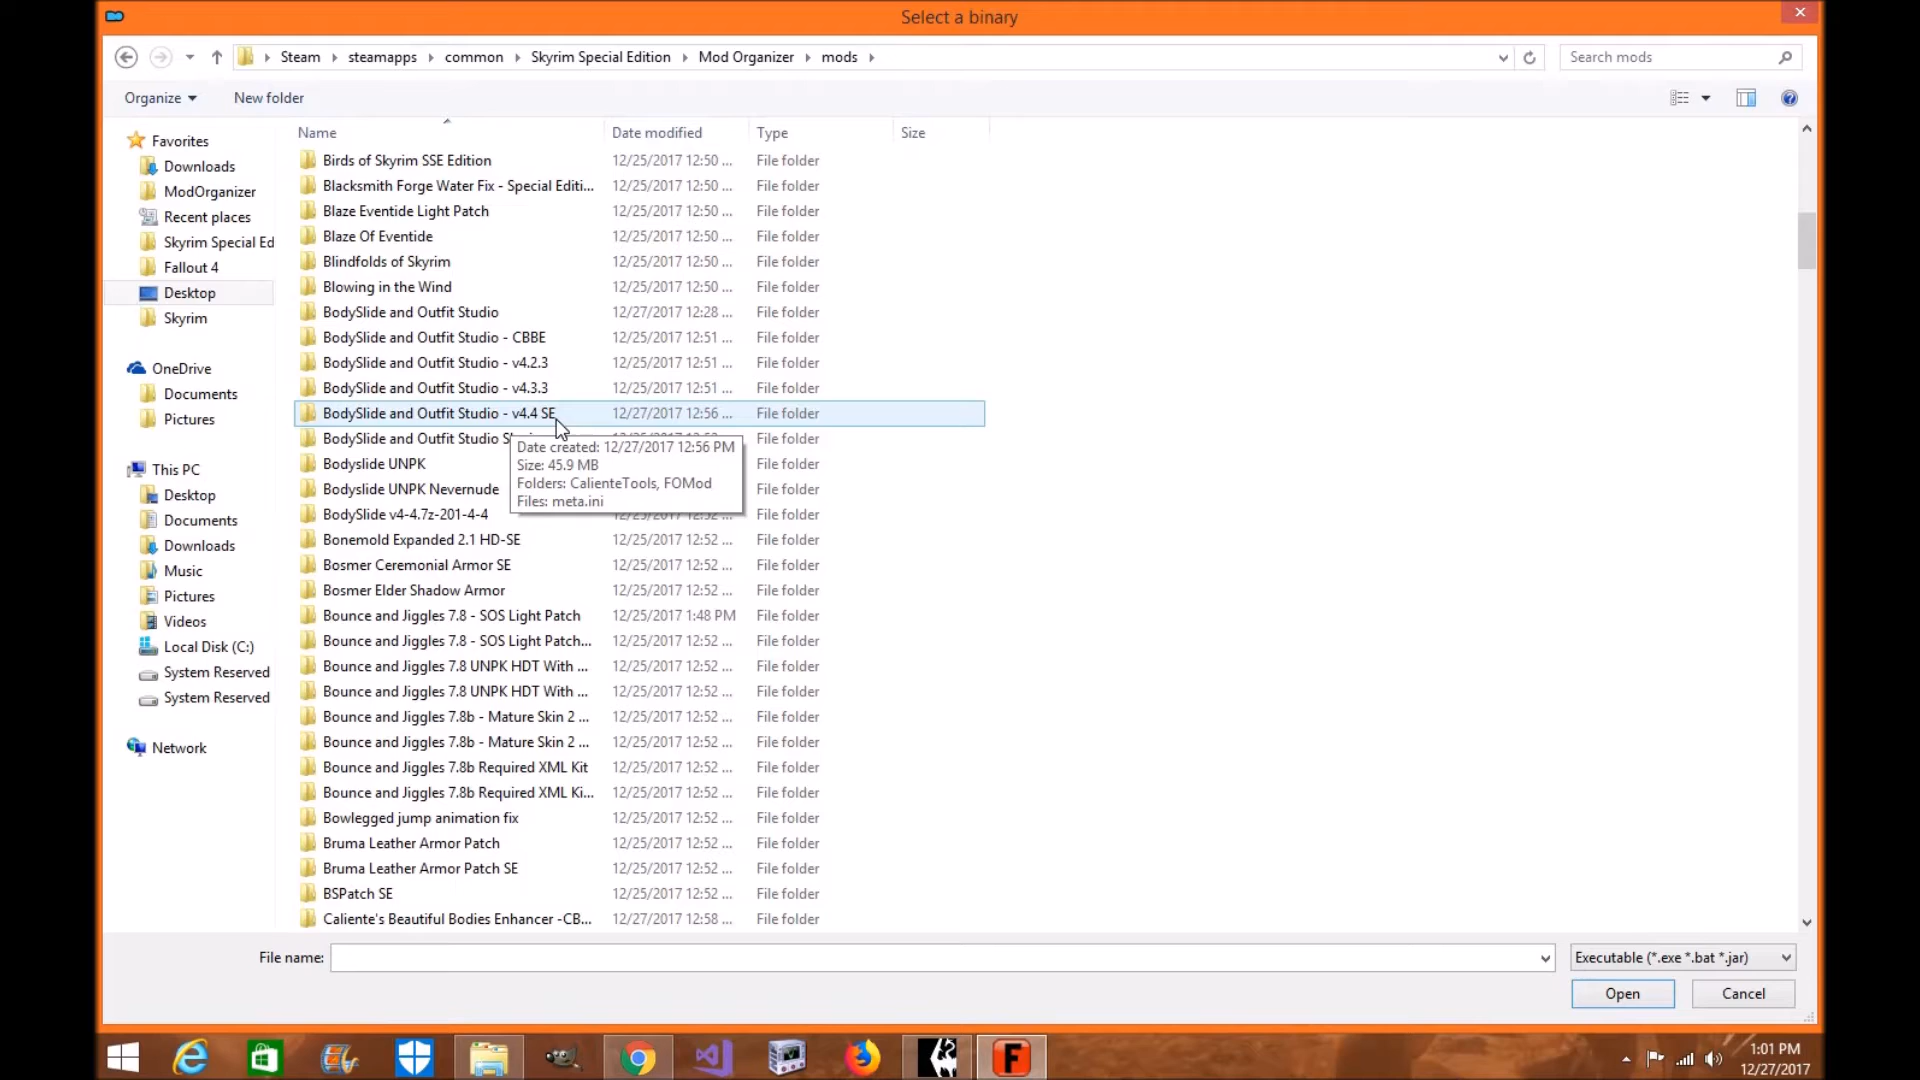 Select a binary
Steam steamapps common Skyrim Special Edition Mod Organizer mods
Search mods
Organize New folder
Name Date modified Type Size
Favorites
Downloads
ModOrganizer
Recent places
Skyrim Special Ed
Fallout 4
Desktop
Skyrim
OneDrive
Documents
Pictures
This PC
Desktop
Documents
Downloads
Music
Pictures
Videos
Local Disk (C:)
System Reserved
System Reserved
Network
Birds of Skyrim SSE Edition 12/25/2017 12:50 ... File folder
Blacksmith Forge Water Fix - Special Editi... 12/25/2017 12:50 ... File folder
Blaze Eventide Light Patch 12/25/2017 12:50 ... File folder
Blaze Of Eventide 12/25/2017 12:50 ... File folder
Blindfolds of Skyrim 12/25/2017 12:50 ... File folder
Blowing in the Wind 12/25/2017 12:50 ... File folder
BodySlide and Outfit Studio 12/27/2017 12:28 ... File folder
BodySlide and Outfit Studio - CBBE 12/25/2017 12:51 ... File folder
BodySlide and Outfit Studio - v4.2.3 12/25/2017 12:51 ... File folder
BodySlide and Outfit Studio - v4.3.3 12/25/2017 12:51 ... File folder
BodySlide and Outfit Studio - v4.4 SE 12/27/2017 12:56 ... File folder
BodySlide and Outfit Studio File folder
Bodyslide UNPK File folder
Bodyslide UNPK Nevernude File folder
BodySlide v4-4.7z-201-4-4 12/25/2017 12:52 ... File folder
Date created: 12/27/2017 12:56 PM
Size: 45.9 MB
Folders: CalienteTools, FOMod
Files: meta.ini
Bonemold Expanded 2.1 HD-SE 12/25/2017 12:52 ... File folder
Bosmer Ceremonial Armor SE 12/25/2017 12:52 ... File folder
Bosmer Elder Shadow Armor 12/25/2017 12:52 ... File folder
Bounce and Jiggles 7.8 - SOS Light Patch 12/25/2017 1:48 PM File folder
Bounce and Jiggles 7.8 - SOS Light Patch... 12/25/2017 12:52 ... File folder
Bounce and Jiggles 7.8 UNPK HDT With ... 12/25/2017 12:52 ... File folder
Bounce and Jiggles 7.8 UNPK HDT With ... 12/25/2017 12:52 ... File folder
Bounce and Jiggles 7.8b - Mature Skin 2 ... 12/25/2017 12:52 ... File folder
Bounce and Jiggles 7.8b - Mature Skin 2 ... 12/25/2017 12:52 ... File folder
Bounce and Jiggles 7.8b Required XML Kit 12/25/2017 12:52 ... File folder
Bounce and Jiggles 7.8b Required XML Ki... 12/25/2017 12:52 ... File folder
Bowlegged jump animation fix 12/25/2017 12:52 ... File folder
Bruma Leather Armor Patch 12/25/2017 12:52 ... File folder
Bruma Leather Armor Patch SE 12/25/2017 12:52 ... File folder
BSPatch SE 12/25/2017 12:52 ... File folder
Caliente's Beautiful Bodies Enhancer -CB... 12/27/2017 12:58 ... File folder
File name:
Executable (*.exe *.bat *.jar)
Open Cancel
F
1:01 PM
12/27/2017